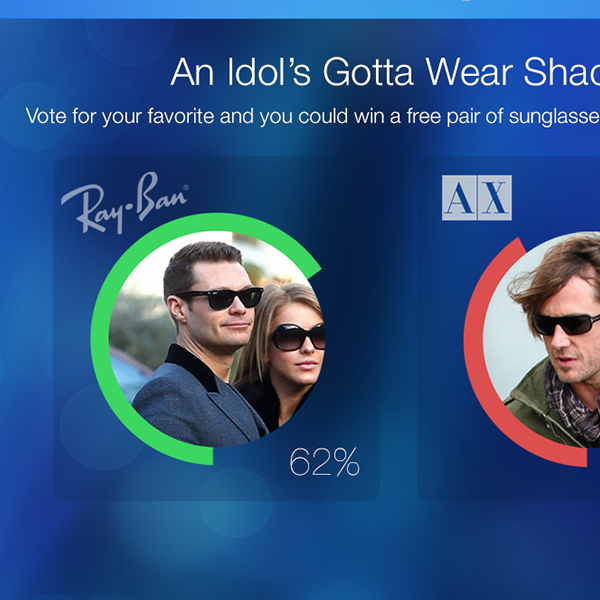 An Idol’s Gotta Wear Shad
Vote for your favorite and you could win a free pair of sunglasse
Ray-Ban
AX
62%